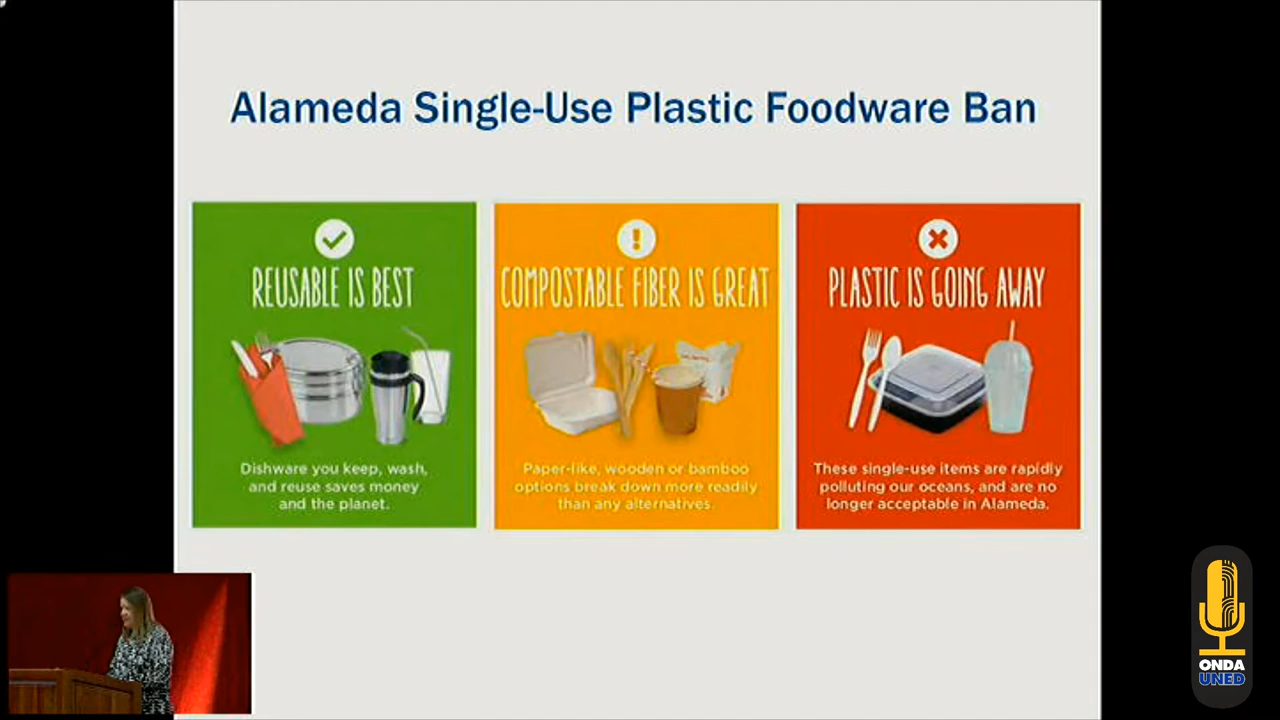 Alameda Single-Use Plastic Foodware Ban
REUSABLE IS BEST
Dishware you keep, wash,
and reuse saves money
and the planet.
COMPOSTABLE FIBER IS GREAT
Paper-like, wooden or bamboo
options break down more readily
than any alternatives.
PLASTIC IS GOING AWAY
These single-use items are rapidly
polluting our oceans, and are no
longer acceptable in Alameda.
ONDA
UNED